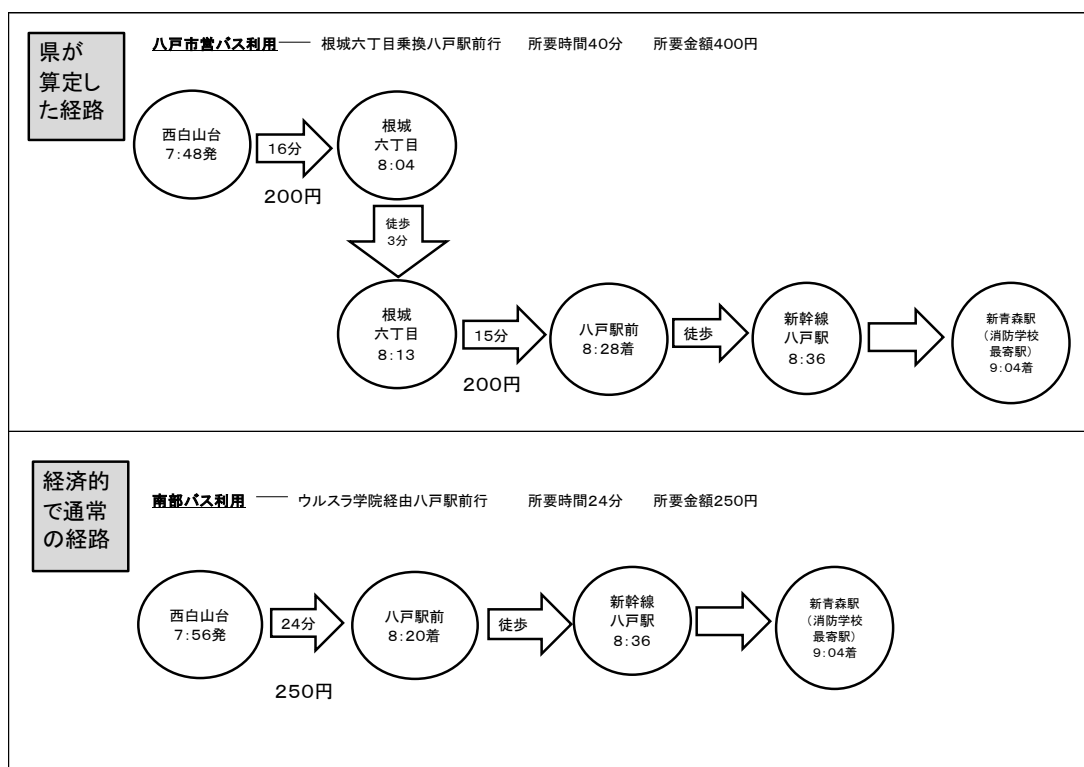 県が
算定し
た経路
八戸市営バス利用 根城六丁目乗換八戸駅前行 所要時間40分 所要金額400円
西白山台
7:48発
16分
200円
根城
六丁目
8:04
徒歩
3分
根城
六丁目
8:13
15分
200円
八戸駅前
8:28着
徒歩
新幹線
八戸駅
8:36
新青森駅
(消防学校
最寄駅)
9:04着
経済的
で通常
の経路
南部バス利用 ウルスラ学院経由八戸駅前行 所要時間24分 所要金額250円
西白山台
7:56発
24分
250円
八戸駅前
8:20着
徒歩
新幹線
八戸駅
8:36
新青森駅
(消防学校
最寄駅)
9:04着